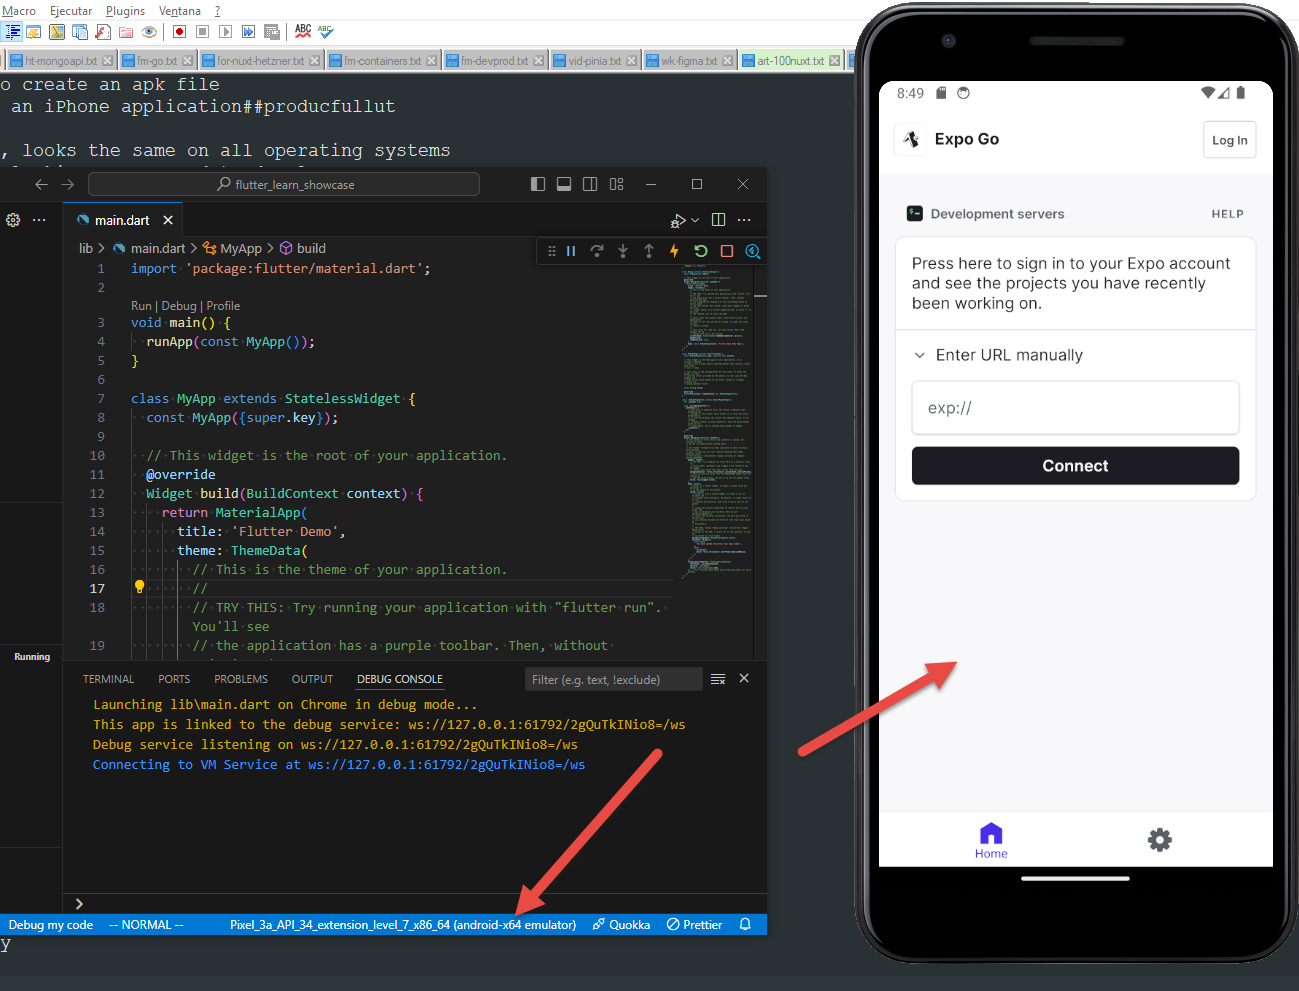 Macro Ejecutar Plugins Ventana ?
ABC ABC
ht-mongoapi.txt fm-go.txt for-nuxt-hetzner.txt fm-containers.txt fm-devprod.txt vid-pinia.txt wk-figma.txt art-100nuxt.txt
o create an apk file
an iPhone application##producfullut
, looks the same on all operating systems
flutter_learn_showcase
main.dart
lib > main.dart > MyApp > build
1 import 'package:flutter/material.dart';
2
Run | Debug | Profile
3 void main() {
4 runApp(const MyApp());
5 }
6
7 class MyApp extends StatelessWidget {
8 const MyApp({super.key});
9
10 // This widget is the root of your application.
11 @override
12 Widget build(BuildContext context) {
13 return MaterialApp(
14 title: 'Flutter Demo',
15 theme: ThemeData(
16 // This is the theme of your application.
17 //
18 // TRY THIS: Try running your application with "flutter run".
You'll see
19 // the application has a purple toolbar. Then, without
Running
TERMINAL PORTS PROBLEMS OUTPUT DEBUG CONSOLE Filter (e.g. text, !exclude)
Launching lib\main.dart on Chrome in debug mode...
This app is linked to the debug service: ws://127.0.0.1:61792/2gQuTkINio8=/ws
Debug service listening on ws://127.0.0.1:61792/2gQuTkINio8=/ws
Connecting to VM Service at ws://127.0.0.1:61792/2gQuTkINio8=/ws
>
Debug my code -- NORMAL -- Pixel_3a_API_34_extension_level_7_x86_64 (android-x64 emulator) Quokka Prettier
y
8:49
Expo Go Log In
Development servers HELP
Press here to sign in to your Expo account
and see the projects you have recently
been working on.
Enter URL manually
exp://
Connect
Home